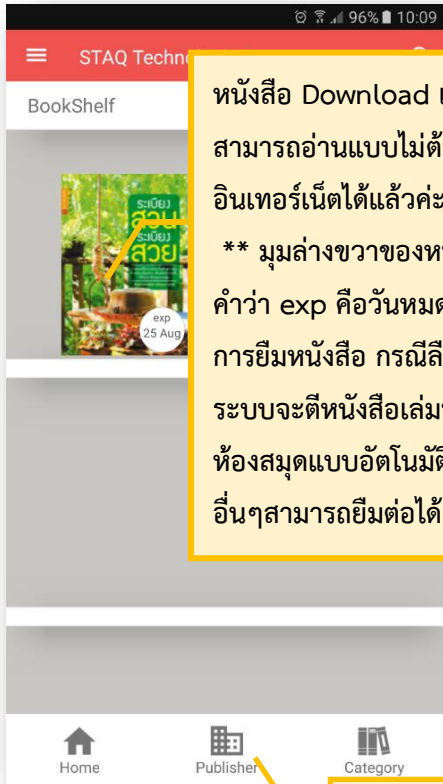 96% 10:09
STAQ Techn
BookShelf
ระเบียง
สวน
ระเบียง
สวย
exp
25 Aug
หนังสือ Download
สามารถอ่านแบบไม่ต้
อินเทอร์เน็ตได้แล้วค่ะ
** มุมล่างขวาของห
คำว่า exp คือวันหมด
การยืมหนังสือ กรณีลื
ระบบจะตีหนังสือเล่ม
ห้องสมุดแบบอัตโนมัติ
อื่นๆสามารถยืมต่อได้
Home
Publisher
Category